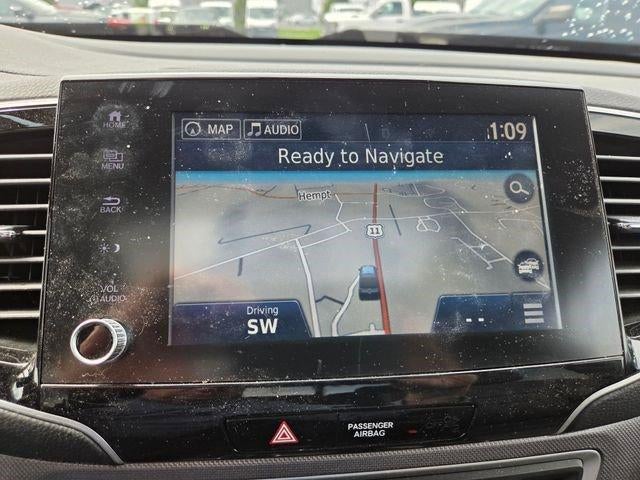 MAP AUDIO 1:09
HOME
Ready to Navigate
MENU
Hempt
BACK
11
VOL
AUDIO
Driving
SW
--
PASSENGER
AIRBAG